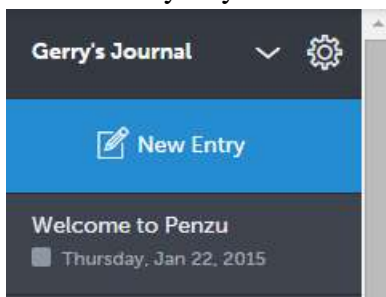 Gerry's Journal
New Entry
Welcome to Penzu
Thursday, Jan 22, 2015